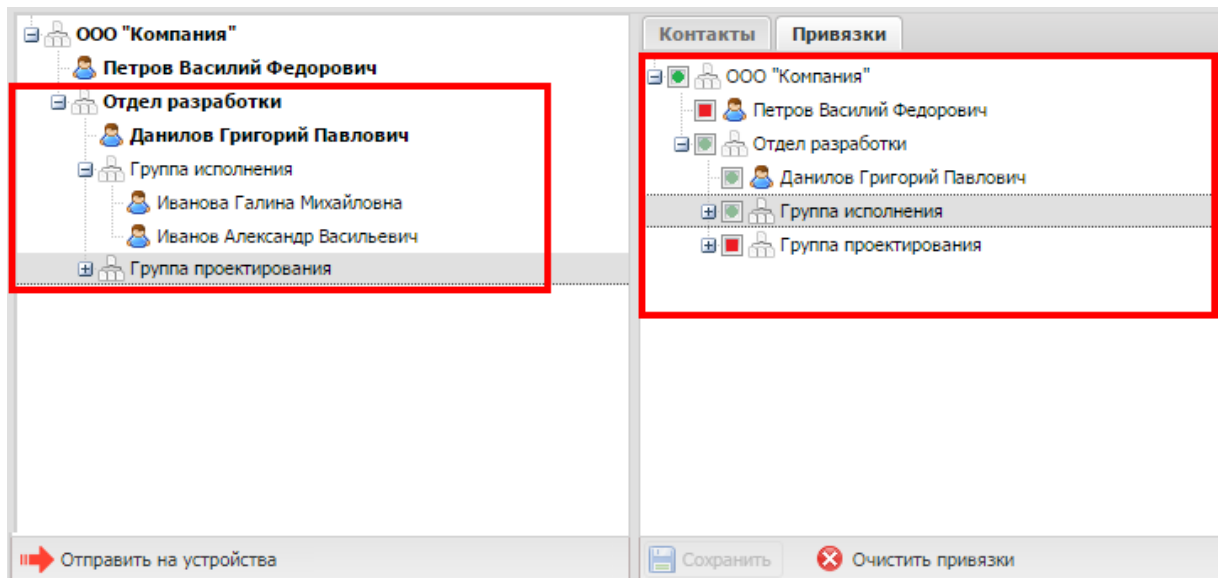 ООО "Компания"
Петров Василий Федорович
Отдел разработки
Данилов Григорий Павлович
Группа исполнения
Иванова Галина Михайловна
Иванов Александр Васильевич
Группа проектирования
Отправить на устройства
Контакты
Привязки
ООО "Компания"
Петров Василий Федорович
Отдел разработки
Данилов Григорий Павлович
Группа исполнения
Группа проектирования
Сохранить
Очистить привязки